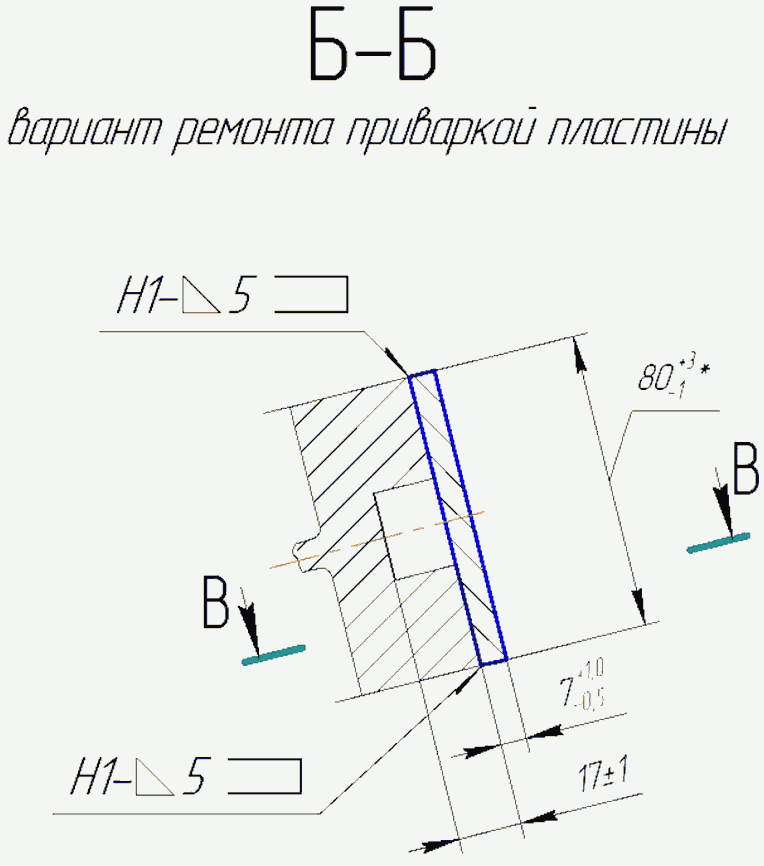 Б–Б
вариант ремонта приваркой пластины
Н1-◺ 5 ⊐
80 +3 * -1
В
В
7 +1,0 -0,5
17±1
Н1-◺ 5 ⊐